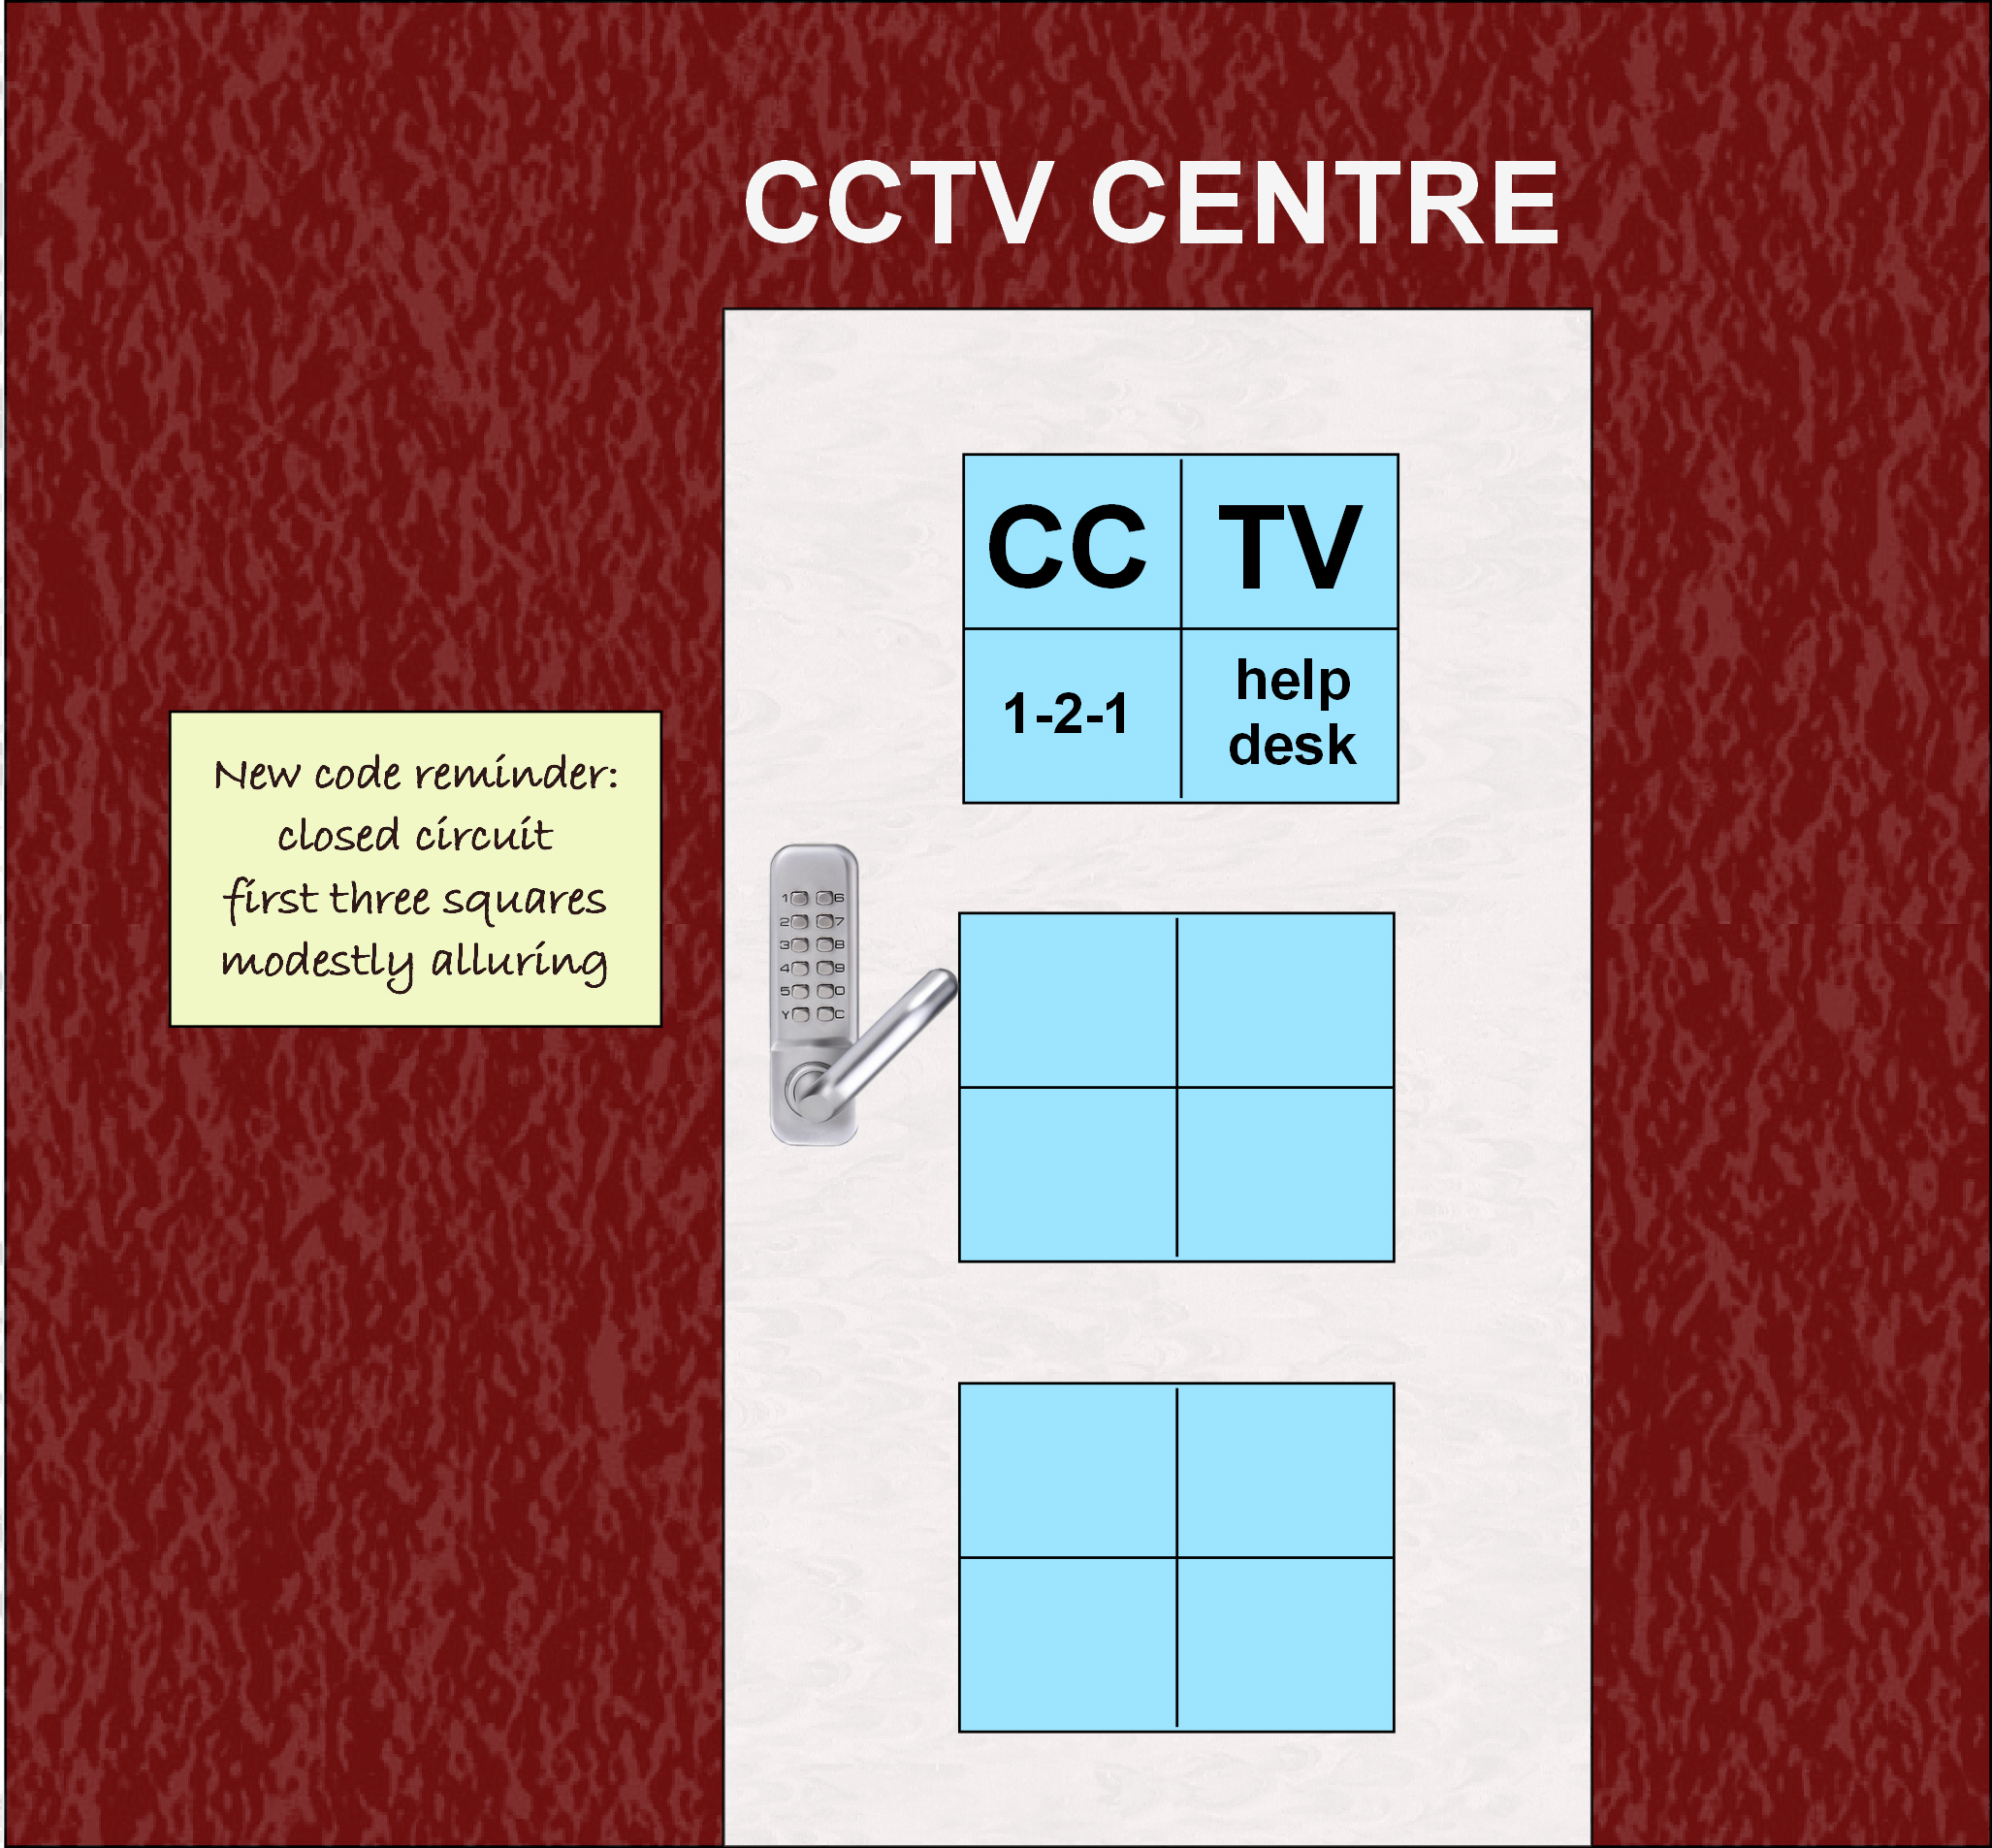 CCTV CENTRE
CC TV
1-2-1
help
desk
New code reminder:
closed circuit
first three squares
modestly alluring
1 6
2 7
3 8
4 9
5 0
Y C